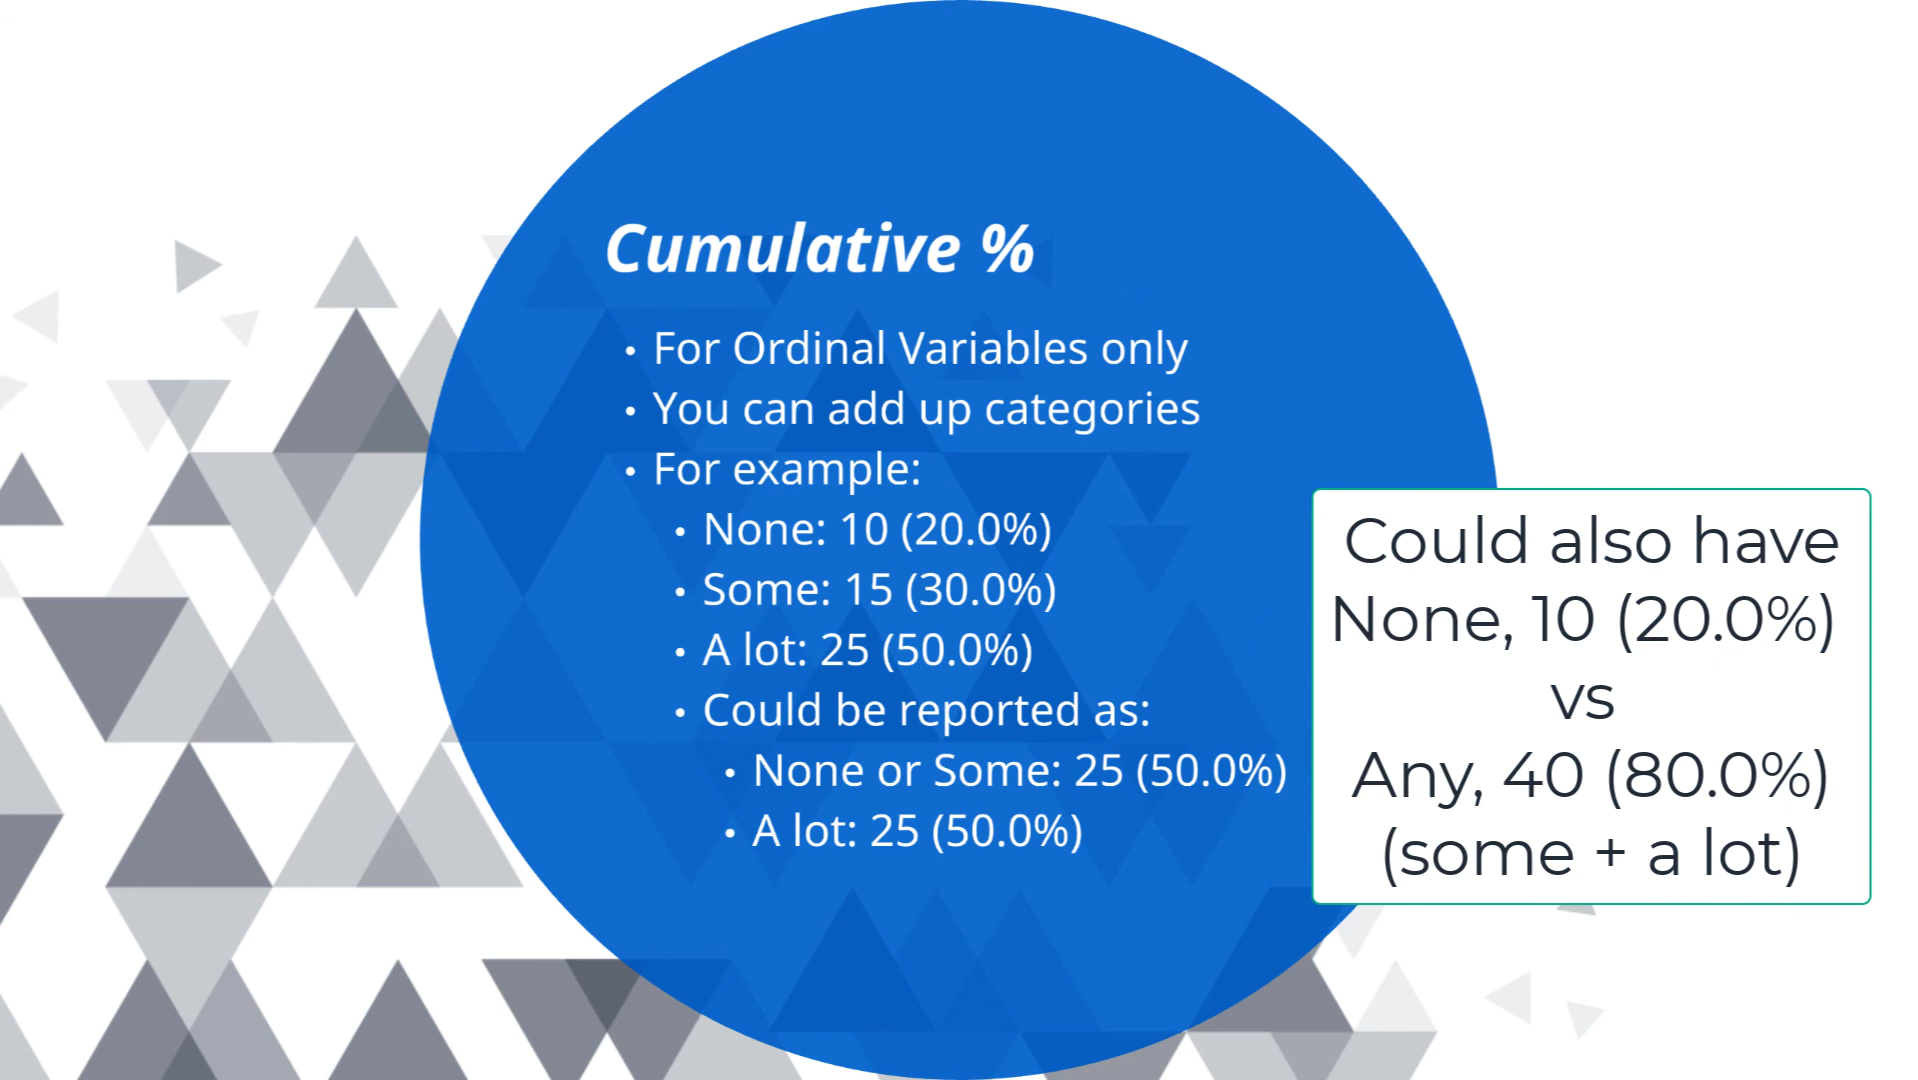 Cumulative %
• For Ordinal Variables only
• You can add up categories
• For example:
• None: 10 (20.0%)
• Some: 15 (30.0%)
• A lot: 25 (50.0%)
• Could be reported as:
• None or Some: 25 (50.0%)
• A lot: 25 (50.0%)
Could also have
None, 10 (20.0%)
vs
Any, 40 (80.0%)
(some + a lot)